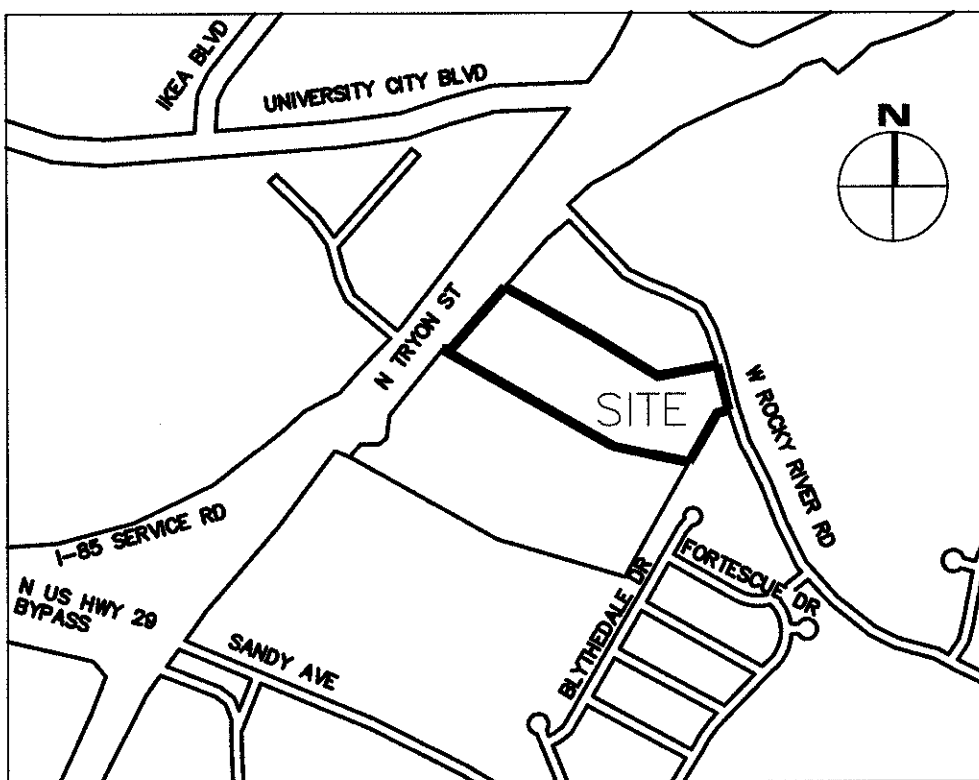 IKEA BLVD
UNIVERSITY CITY BLVD
N
N TRYON ST
SITE
W ROCKY RIVER RD
I-85 SERVICE RD
N US HWY 29
BYPASS
SANDY AVE
BLYTHEDALE DR
FORTESCUE DR